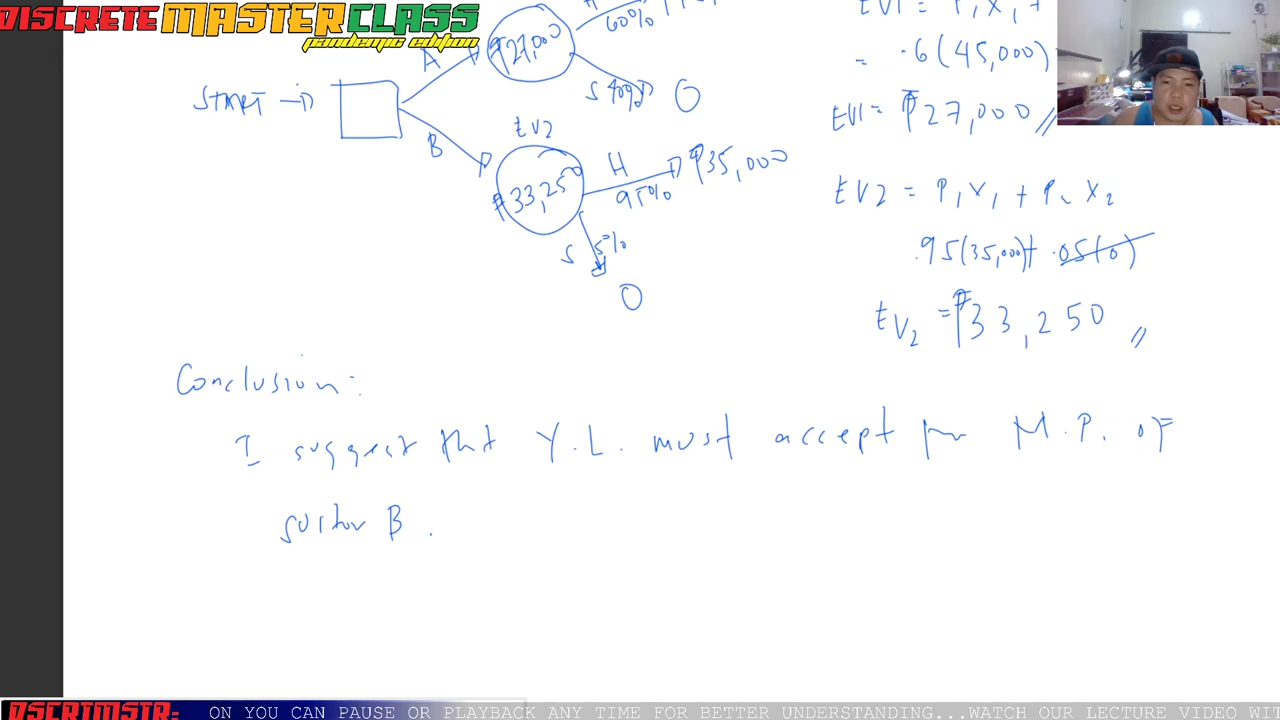 DISCRETE MASTER CLASS
pandemic edition
60%
EV1 = P1X1 +
A
₱27,000
= .6(45,000)
S 40%
0
START
EV1 = ₱27,000
EV2
B
₱33,250
H
95%
₱35,000
EV2 = P1X1 + P2X2
S 5%
.95(35,000)+ .05(0)
0
EV2 = ₱33,250
Conclusion:
I suggest that Y.L. must accept the M.P. of
suitor B.
DSCRTMSTR:
ON YOU CAN PAUSE OR PLAYBACK ANY TIME FOR BETTER UNDERSTANDING...WATCH OUR LECTURE VIDEO WIT